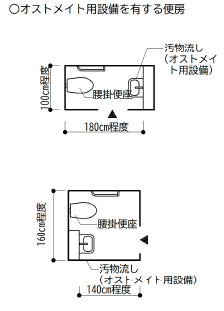 ○オストメイト用設備を有する便房
汚物流し
(オストメイ
ト用設備)
100cm程度
腰掛便座
180cm程度
160cm程度
腰掛便座
汚物流し
(オストメイト用設備)
140cm程度